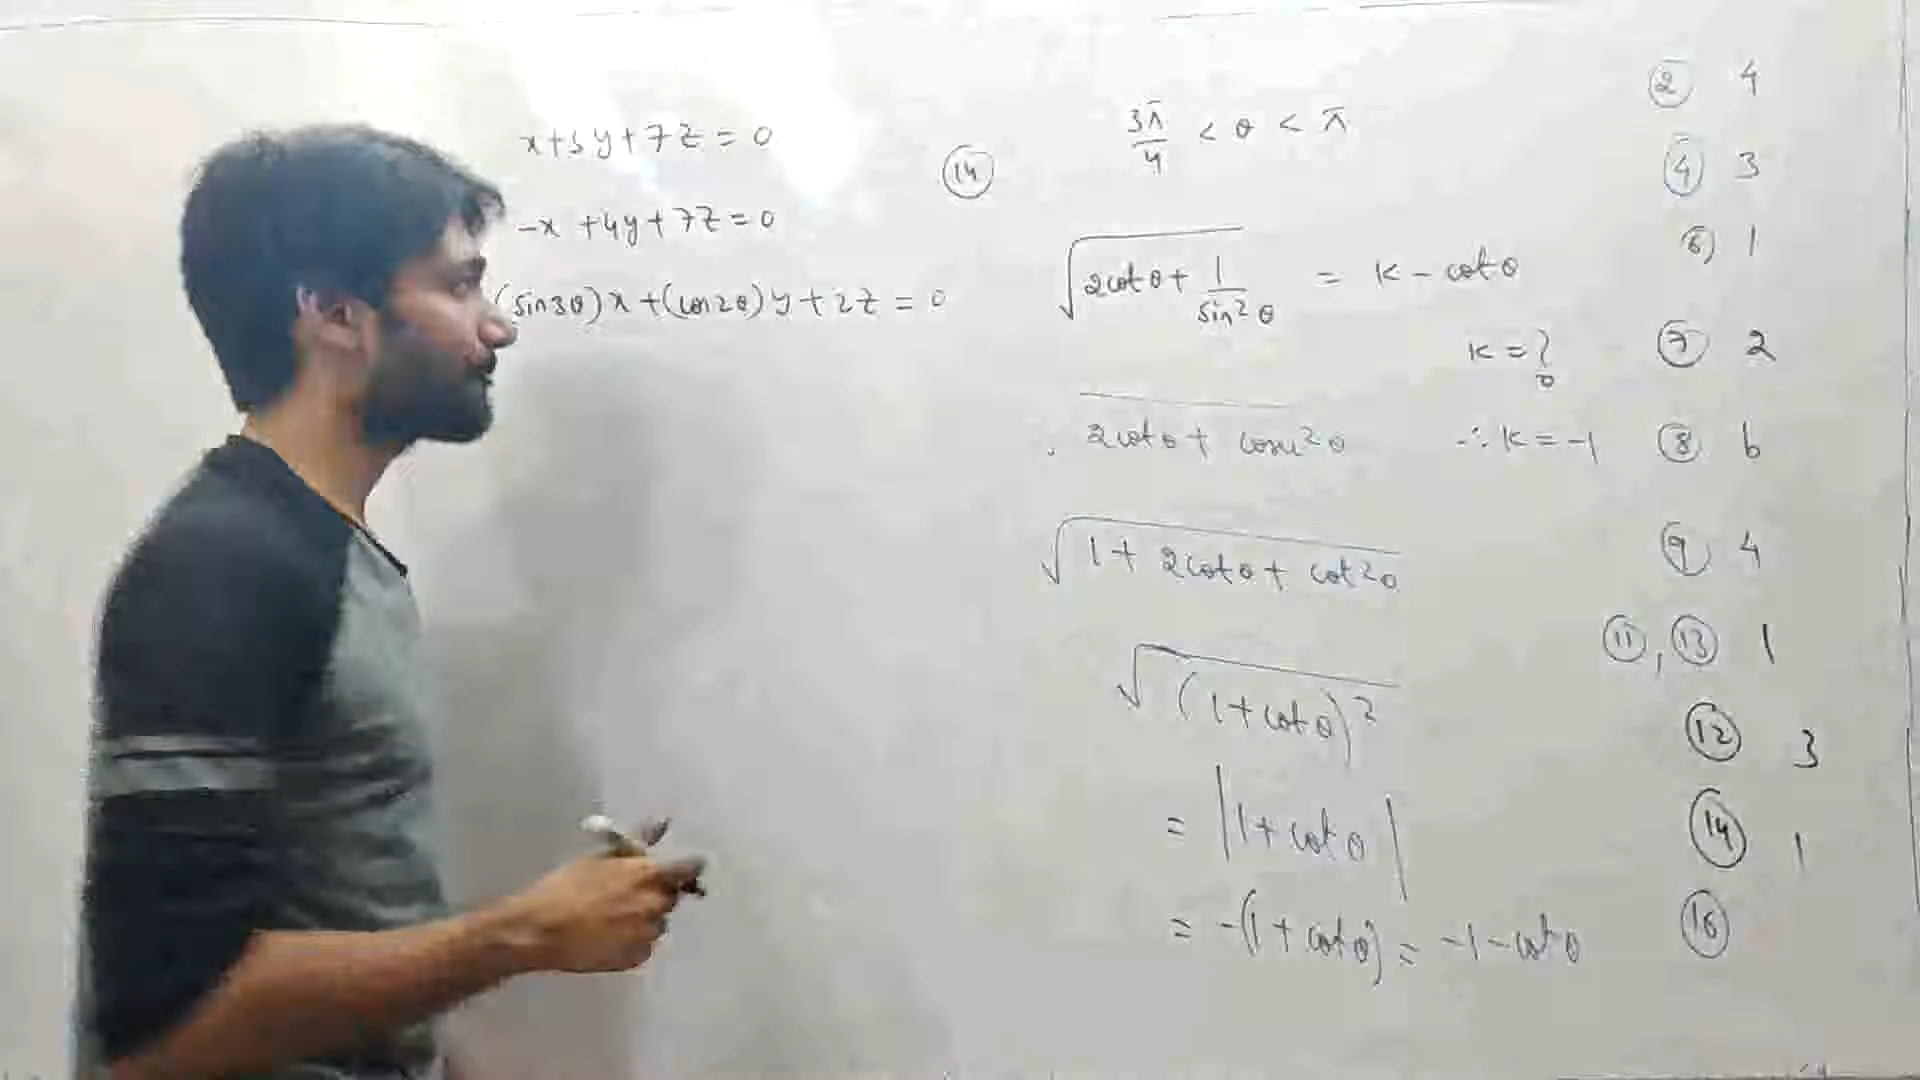 x+3y+7z=0
-x+4y+7z=0
(sin3θ)x+(cos2θ)y+2z=0
(14)
3π/4 < θ < π
√(2cotθ + 1/sin²θ) = K - cotθ
K = ?
2cotθ + cosec²θ ∴ K = -1
√(1 + 2cotθ + cot²θ)
√((1+cotθ)²)
= |1+cotθ|
= -(1+cotθ) = -1-cotθ
(2) 4
(4) 3
6) 1
(7) 2
(8) b
(9) 4
(11), (13) 1
(12) 3
(14) 1
(16)